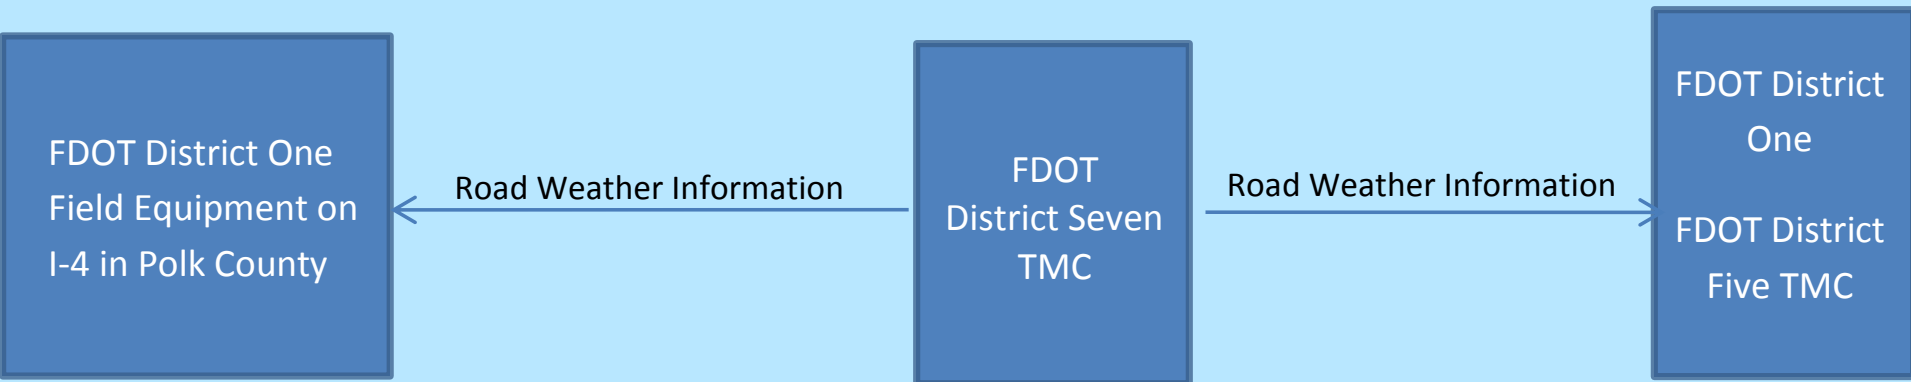 FDOT District One
Field Equipment on
I-4 in Polk County
Road Weather Information
FDOT
District Seven
TMC
Road Weather Information
FDOT District
One
FDOT District
Five TMC